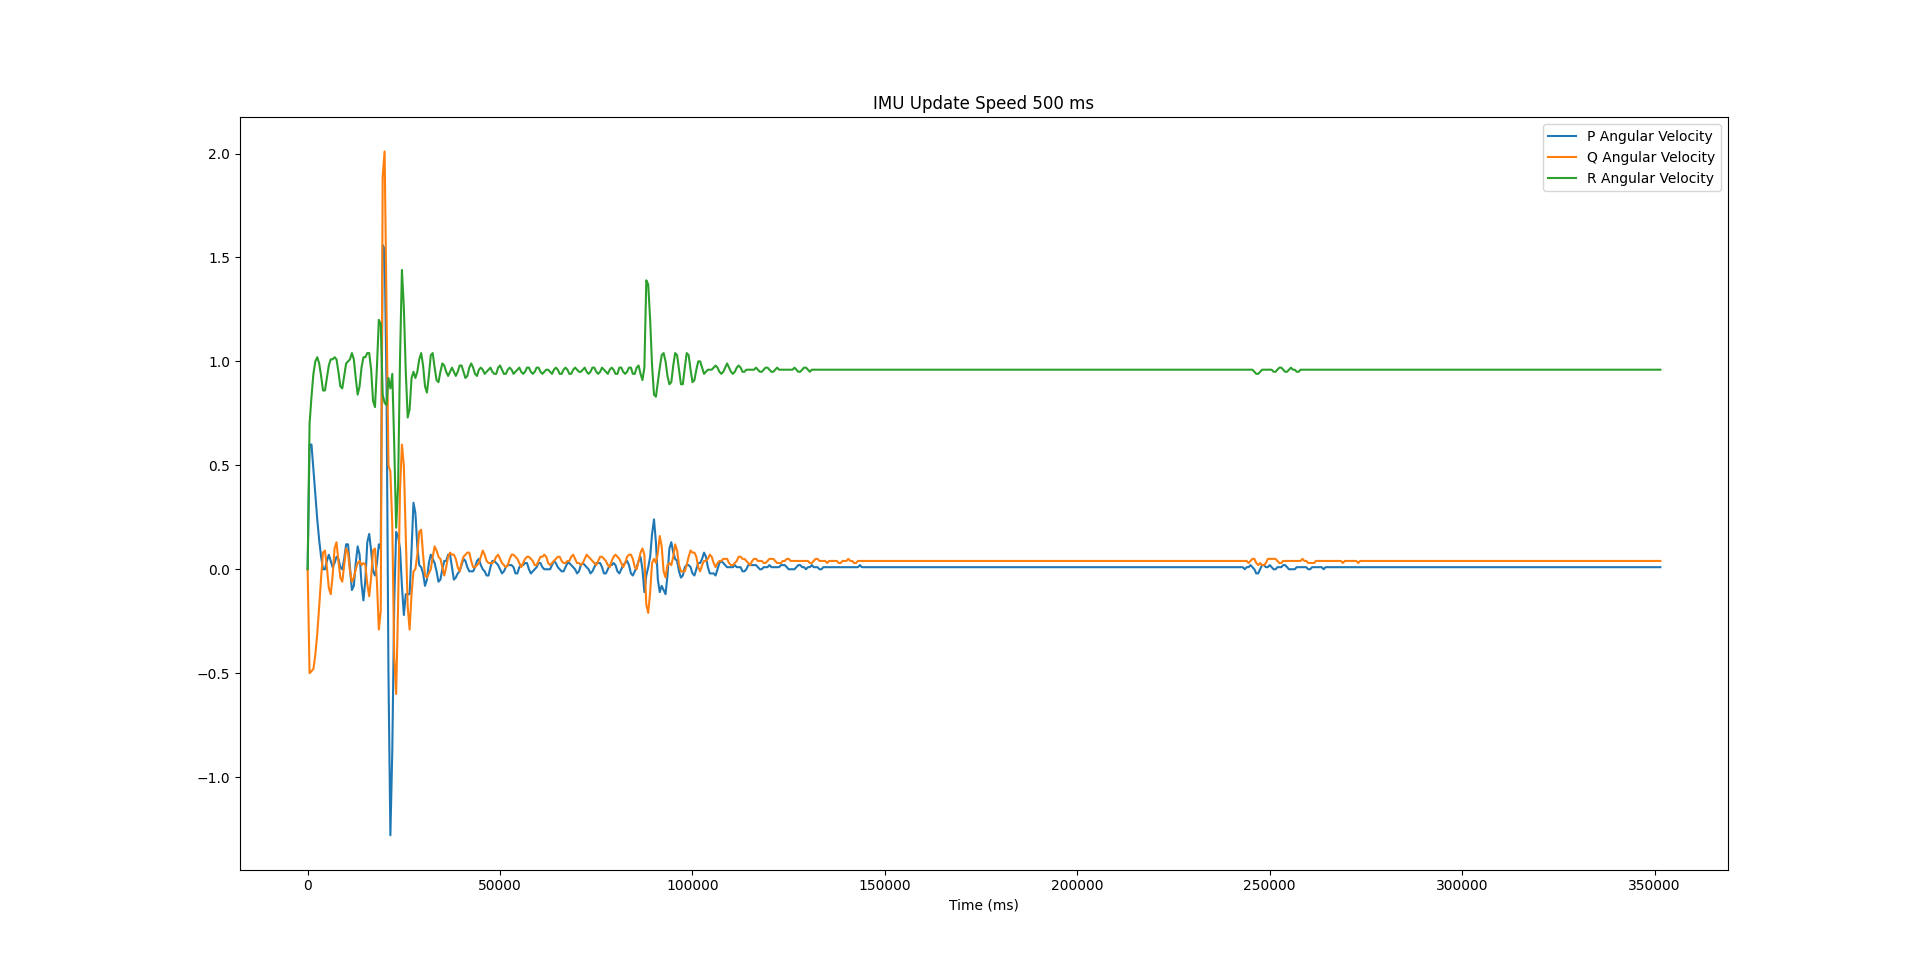 IMU Update Speed 500 ms
P Angular Velocity
Q Angular Velocity
R Angular Velocity
2.0
1.5
1.0
0.5
0.0
−0.5
−1.0
0 50000 100000 150000 200000 250000 300000 350000
Time (ms)